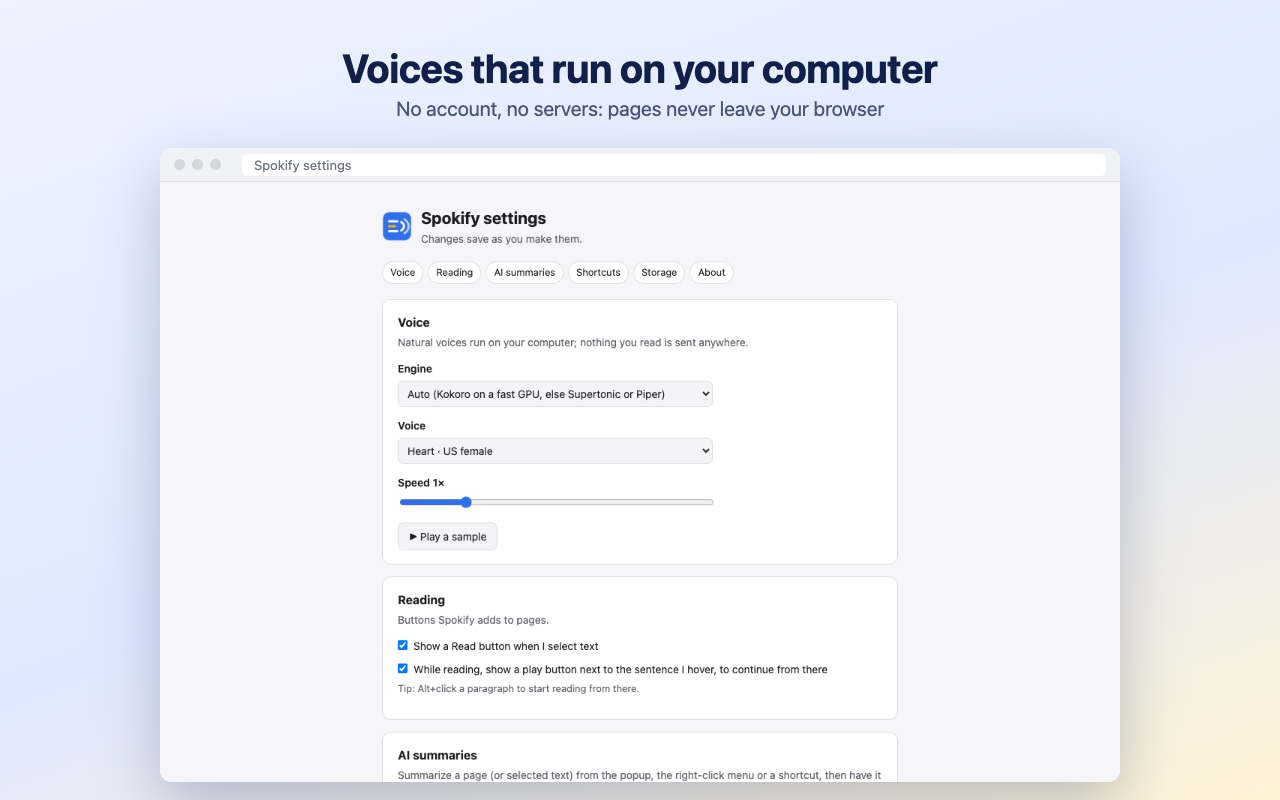 Voices that run on your computer
No account, no servers: pages never leave your browser
Spokify settings
Spokify settings
Changes save as you make them.
Voice
Reading
AI summaries
Shortcuts
Storage
About
Voice
Natural voices run on your computer; nothing you read is sent anywhere.
Engine
Auto (Kokoro on a fast GPU, else Supertonic or Piper)
Voice
Heart · US female
Speed 1×
▶ Play a sample
Reading
Buttons Spokify adds to pages.
Show a Read button when I select text
While reading, show a play button next to the sentence I hover, to continue from there
Tip: Alt+click a paragraph to start reading from there.
AI summaries
Summarize a page (or selected text) from the popup, the right-click menu or a shortcut, then have it